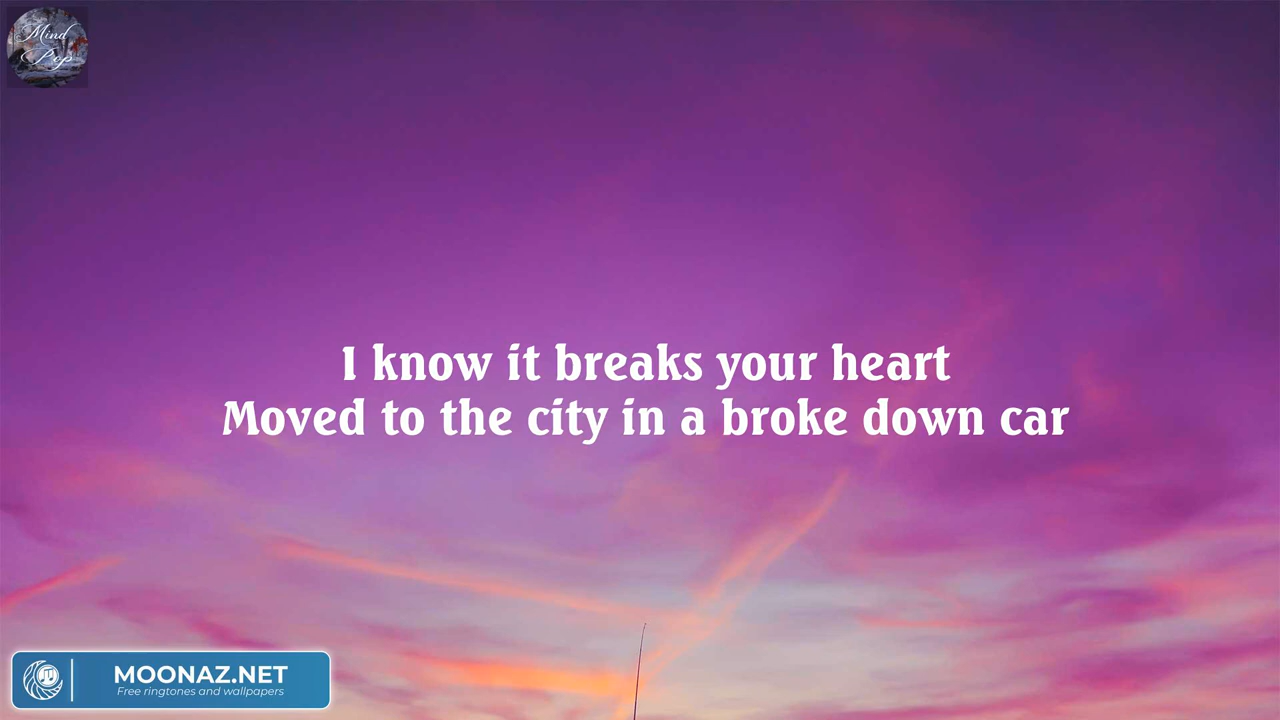 Mind
Pop
I know it breaks your heart
Moved to the city in a broke down car
MOONAZ.NET
Free ringtones and wallpapers